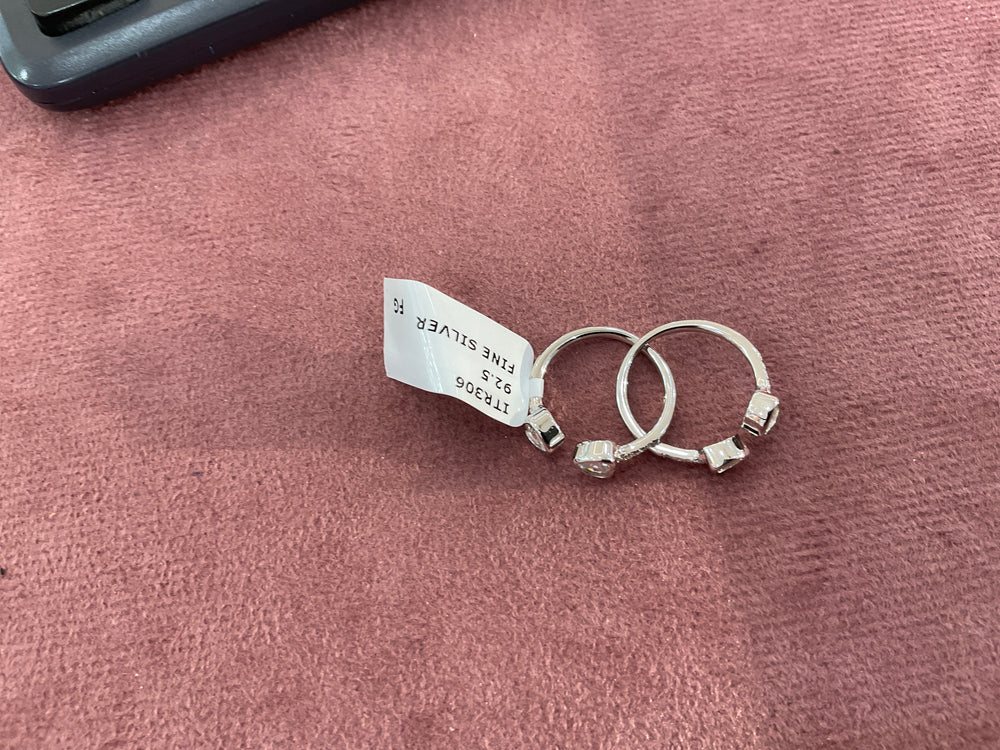 ITR306
92.5
FINE SILVER
FG